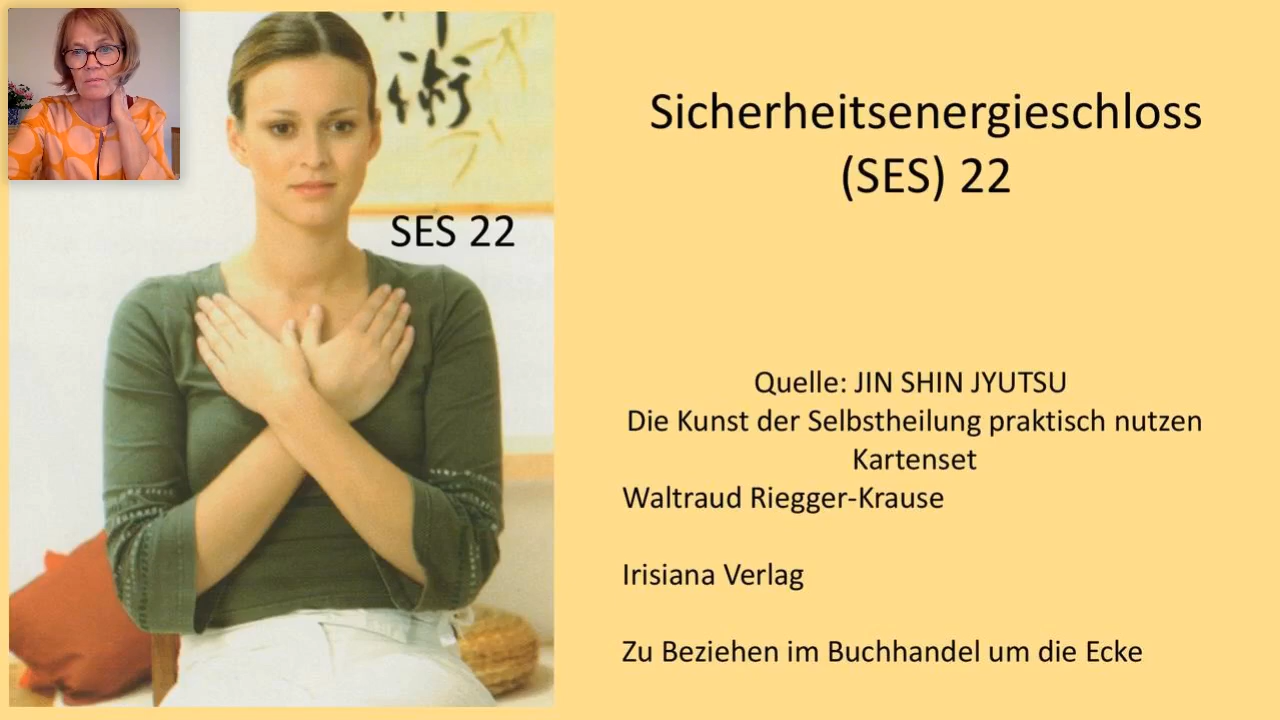 術
SES 22
Sicherheitsenergieschloss
(SES) 22
Quelle: JIN SHIN JYUTSU
Die Kunst der Selbstheilung praktisch nutzen
Kartenset
Waltraud Riegger-Krause
Irisiana Verlag
Zu Beziehen im Buchhandel um die Ecke